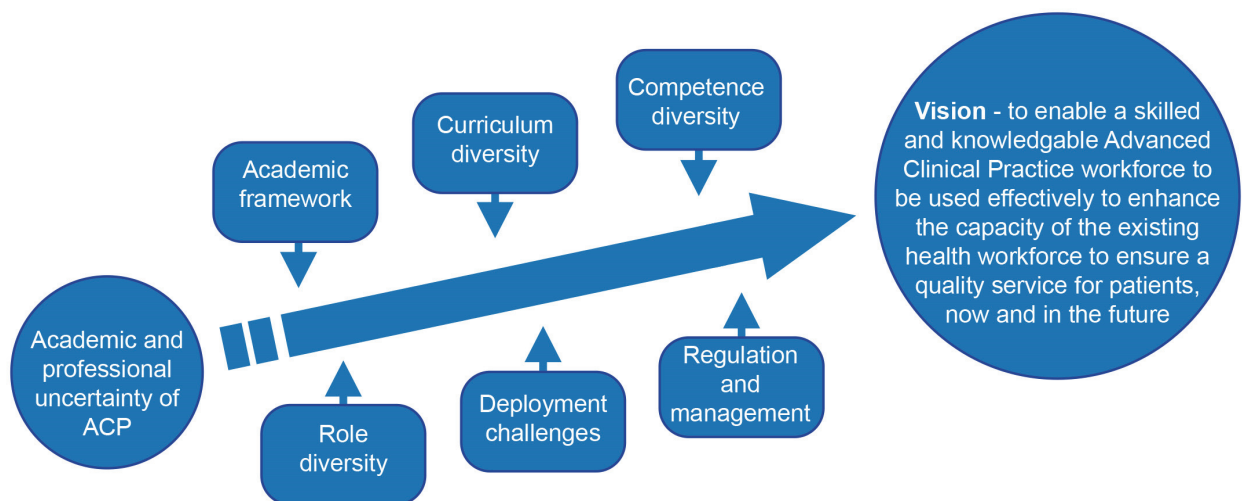 Academic and
professional
uncertainty of
ACP
Academic
framework
Curriculum
diversity
Competence
diversity
Role
diversity
Deployment
challenges
Regulation
and
management
Vision - to enable a skilled
and knowledgable Advanced
Clinical Practice workforce to
be used effectively to enhance
the capacity of the existing
health workforce to ensure a
quality service for patients,
now and in the future